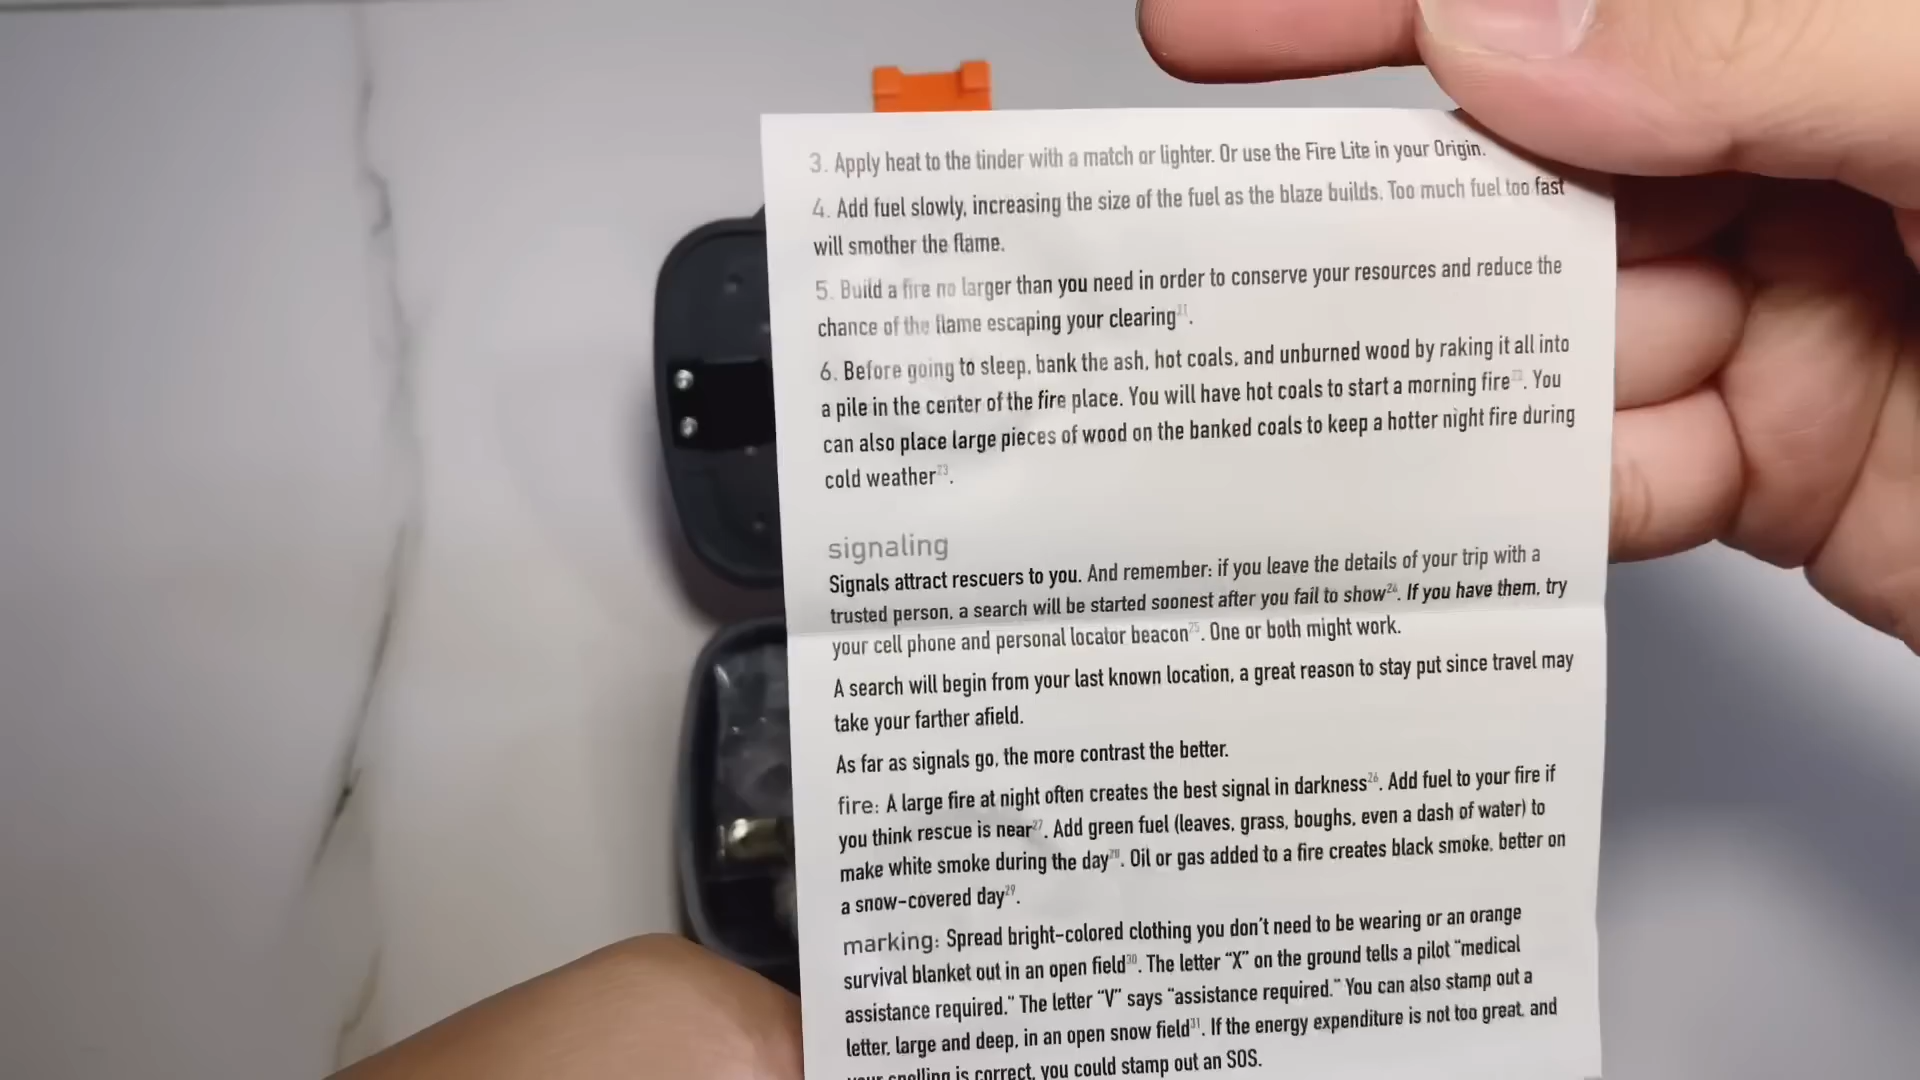 3. Apply heat to the tinder with a match or lighter. Or use the Fire Lite in your Origin.
4. Add fuel slowly, increasing the size of the fuel as the blaze builds. Too much fuel too fast
will smother the flame.
5. Build a fire no larger than you need in order to conserve your resources and reduce the
chance of the flame escaping your clearing21.
6. Before going to sleep, bank the ash, hot coals, and unburned wood by raking it all into
a pile in the center of the fire place. You will have hot coals to start a morning fire22. You
can also place large pieces of wood on the banked coals to keep a hotter night fire during
cold weather23.
signaling
Signals attract rescuers to you. And remember: if you leave the details of your trip with a
trusted person, a search will be started soonest after you fail to show24. If you have them, try
your cell phone and personal locator beacon25. One or both might work.
A search will begin from your last known location, a great reason to stay put since travel may
take your farther afield.
As far as signals go, the more contrast the better.
fire: A large fire at night often creates the best signal in darkness26. Add fuel to your fire if
you think rescue is near27. Add green fuel (leaves, grass, boughs, even a dash of water) to
make white smoke during the day28. Oil or gas added to a fire creates black smoke, better on
a snow-covered day29.
marking: Spread bright-colored clothing you don't need to be wearing or an orange
survival blanket out in an open field30. The letter "X" on the ground tells a pilot "medical
assistance required." The letter "V" says "assistance required." You can also stamp out a
letter, large and deep, in an open snow field31. If the energy expenditure is not too great, and
your spelling is correct, you could stamp out an SOS.